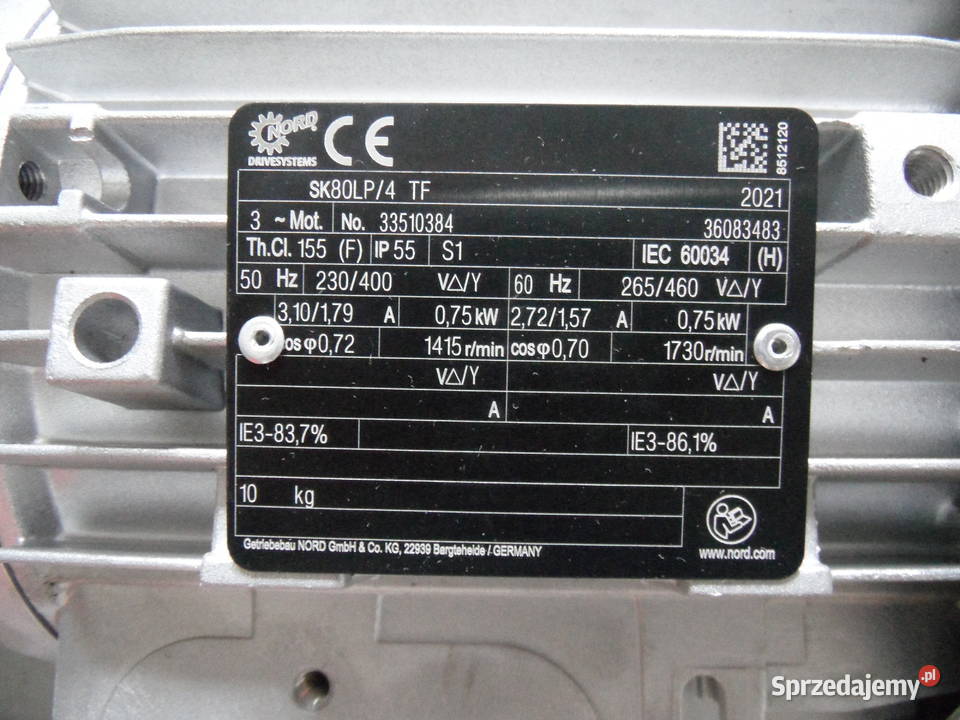 NORD
DRIVESYSTEMS
CE
8512120
SK80LP/4 TF 2021
3 ~ Mot. No. 33510384 36083483
Th.Cl. 155 (F) IP 55 S1 IEC 60034 (H)
50 Hz 230/400 V△/Y 60 Hz 265/460 V△/Y
3,10/1,79 A 0,75 kW 2,72/1,57 A 0,75 kW
cos φ 0,72 1415 r/min cos φ 0,70 1730 r/min
V△/Y V△/Y
A A
IE3-83,7% IE3-86,1%
10 kg
Getriebebau NORD GmbH & Co. KG, 22939 Bargteheide / GERMANY
www.nord.com
Sprzedajemy.pl